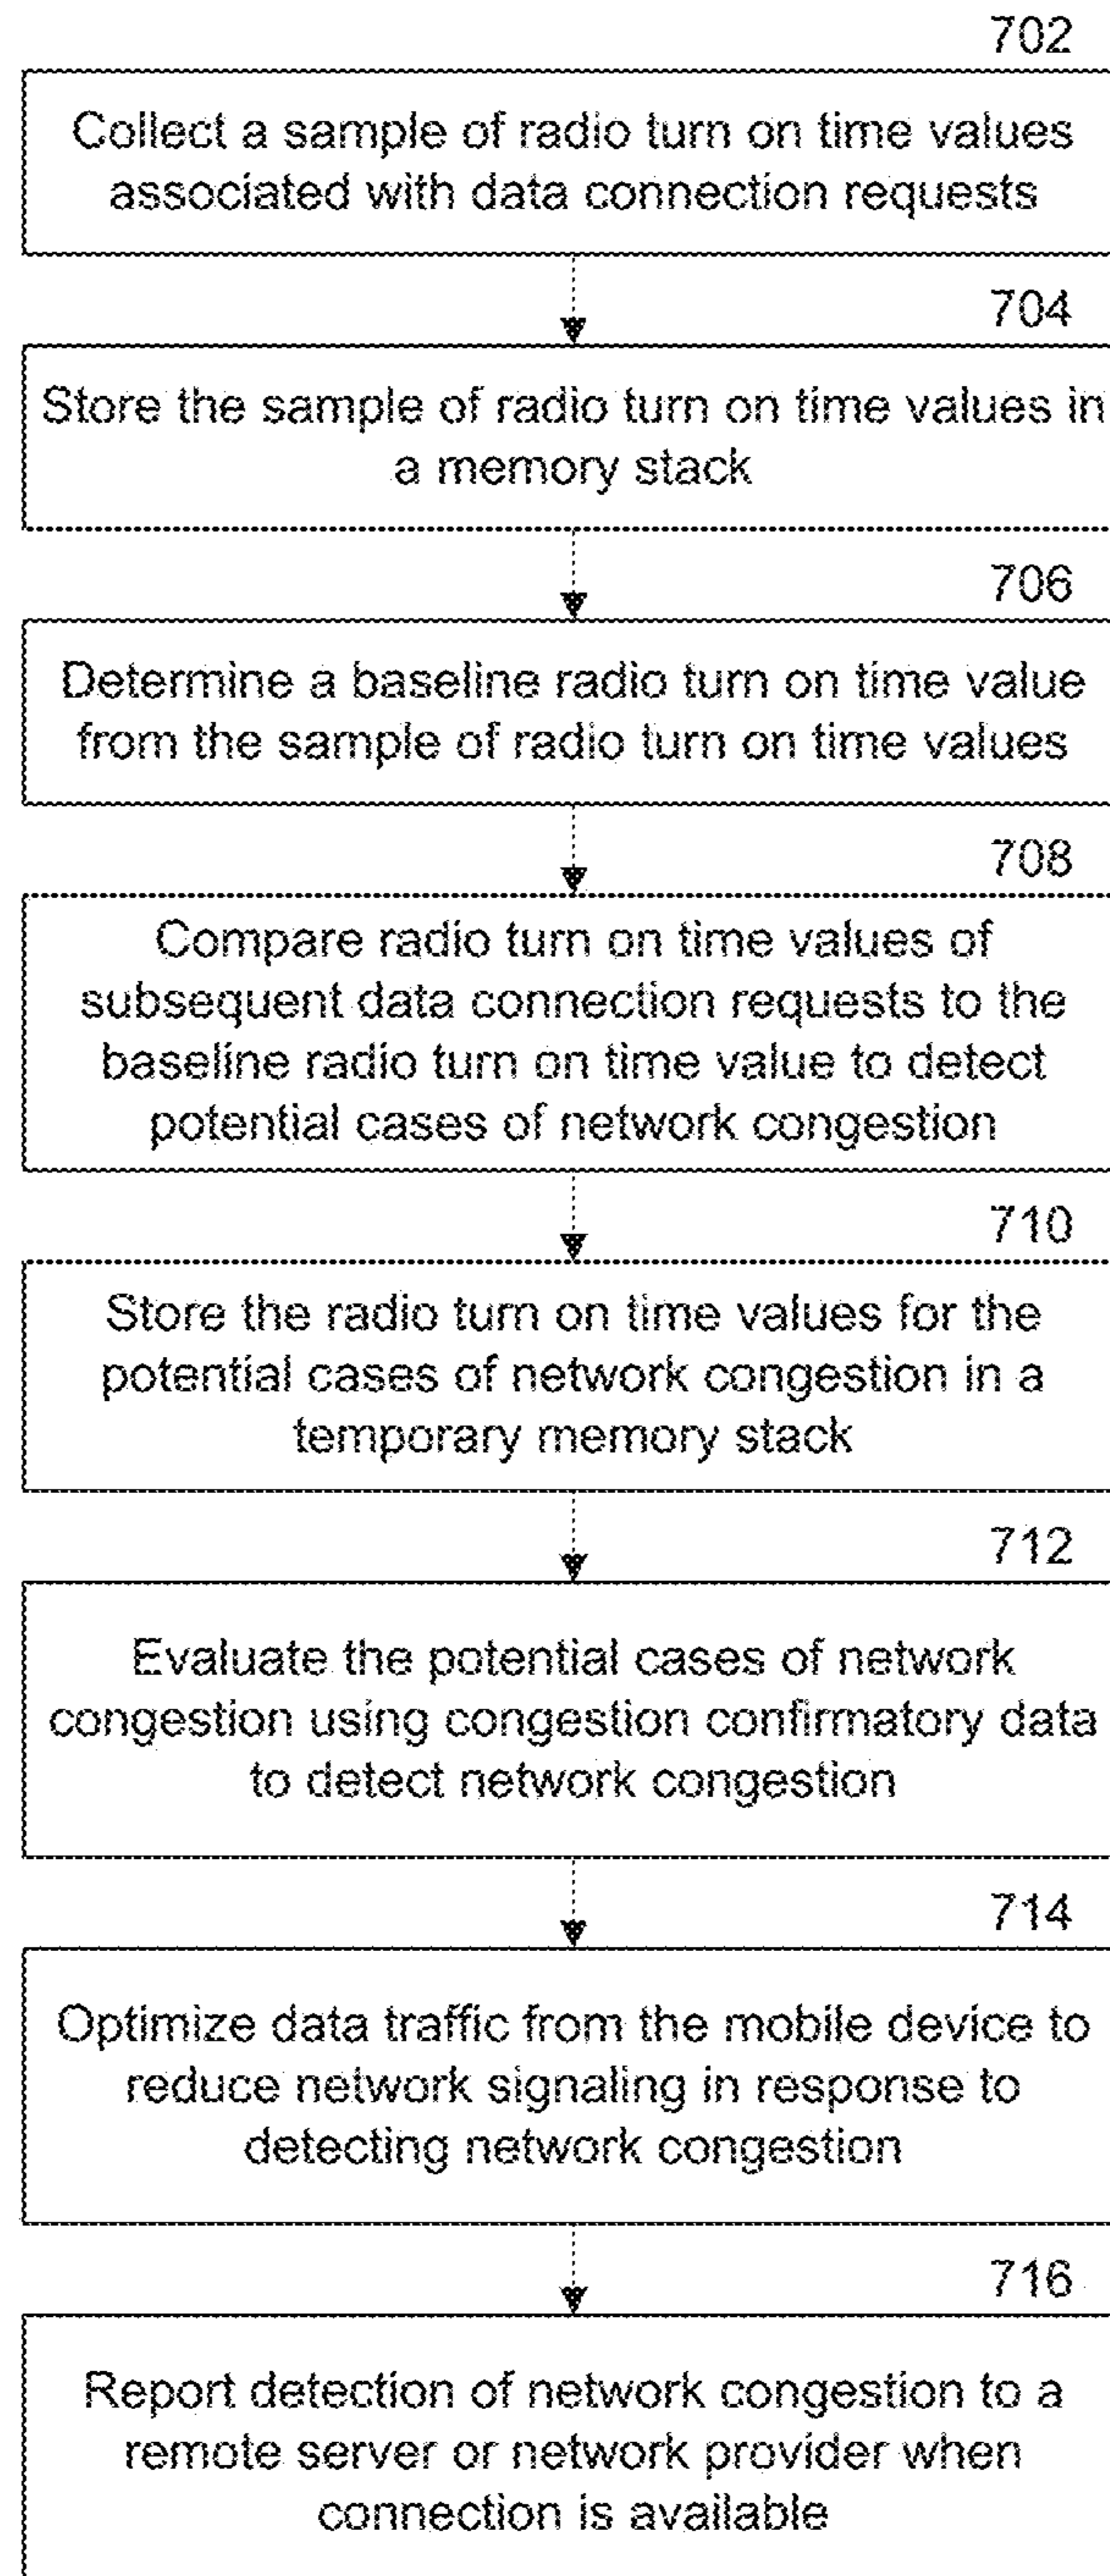 702
Collect a sample of radio turn on time values
associated with data connection requests
704
Store the sample of radio turn on time values in
a memory stack
706
Determine a baseline radio turn on time value
from the sample of radio turn on time values
708
Compare radio turn on time values of
subsequent data connection requests to the
baseline radio turn on time value to detect
potential cases of network congestion
710
Store the radio turn on time values for the
potential cases of network congestion in a
temporary memory stack
712
Evaluate the potential cases of network
congestion using congestion confirmatory data
to detect network congestion
714
Optimize data traffic from the mobile device to
reduce network signaling in response to
detecting network congestion
716
Report detection of network congestion to a
remote server or network provider when
connection is available